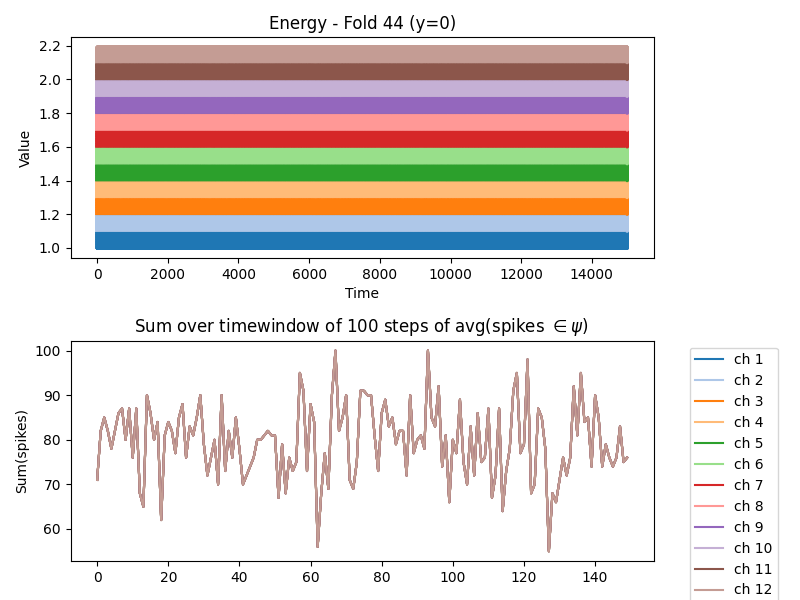 Energy - Fold 44 (y=0)
2.2
2.0
1.8
1.6
1.4
1.2
1.0
Value
0 2000 4000 6000 8000 10000 12000 14000
Time
Sum over timewindow of 100 steps of avg(spikes ∈ ψ)
100
90
80
70
60
Sum(spikes)
0 20 40 60 80 100 120 140
ch 1
ch 2
ch 3
ch 4
ch 5
ch 6
ch 7
ch 8
ch 9
ch 10
ch 11
ch 12